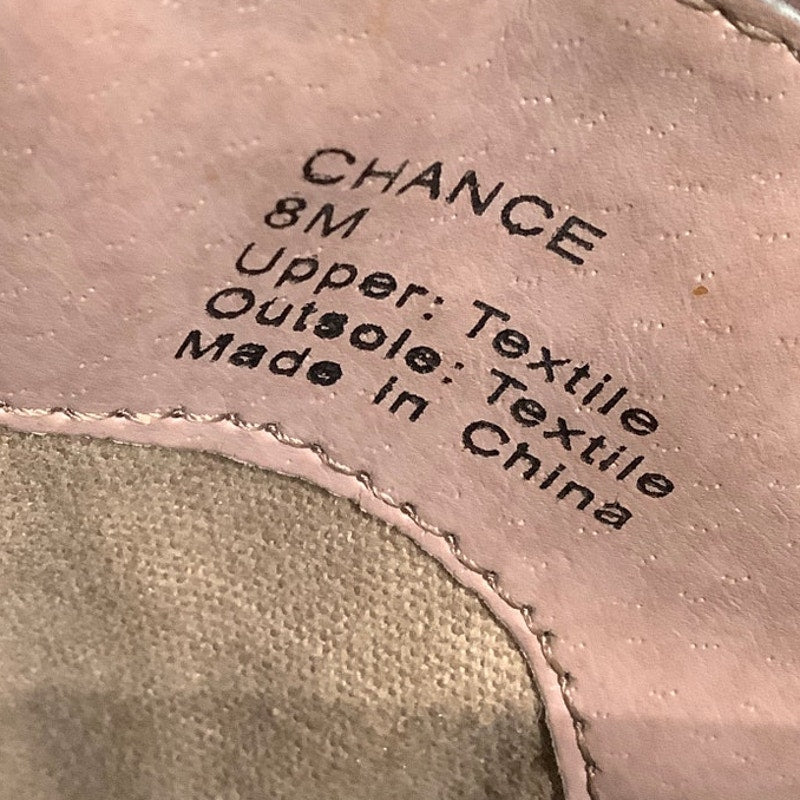 CHANCE
8M
Upper: Textile
Outsole: Textile
Made in China